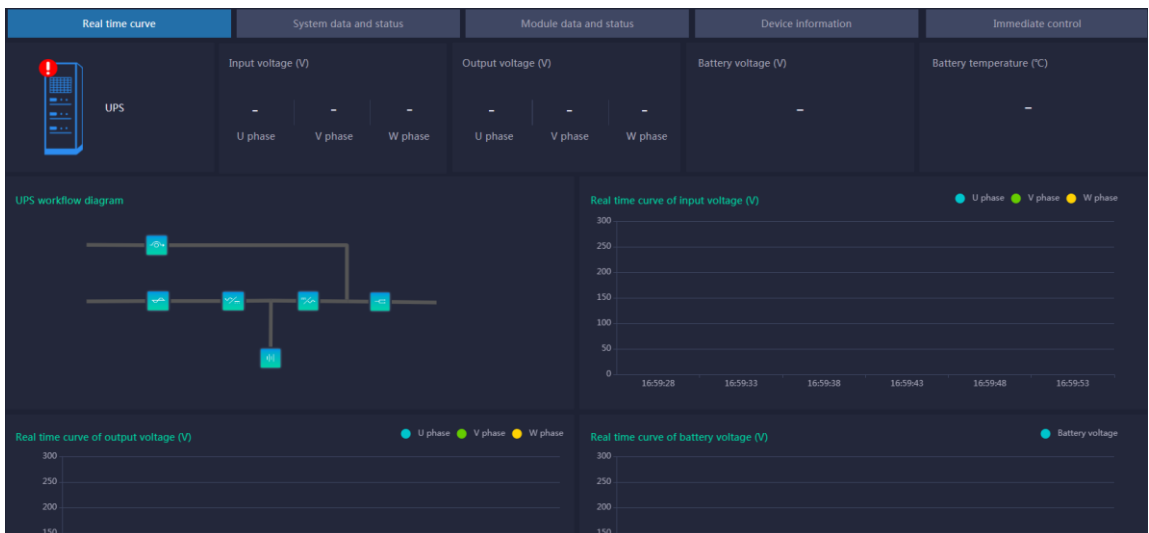 Real time curve
System data and status
Module data and status
Device information
Immediate control
UPS
Input voltage (V)
- - -
U phase V phase W phase
Output voltage (V)
- - -
U phase V phase W phase
Battery voltage (V)
-
Battery temperature (℃)
-
UPS workflow diagram
Real time curve of input voltage (V)
U phase V phase W phase
300
250
200
150
100
50
0
16:59:28 16:59:33 16:59:38 16:59:43 16:59:48 16:59:53
Real time curve of output voltage (V)
U phase V phase W phase
300
250
200
150
Real time curve of battery voltage (V)
Battery voltage
300
250
200
150